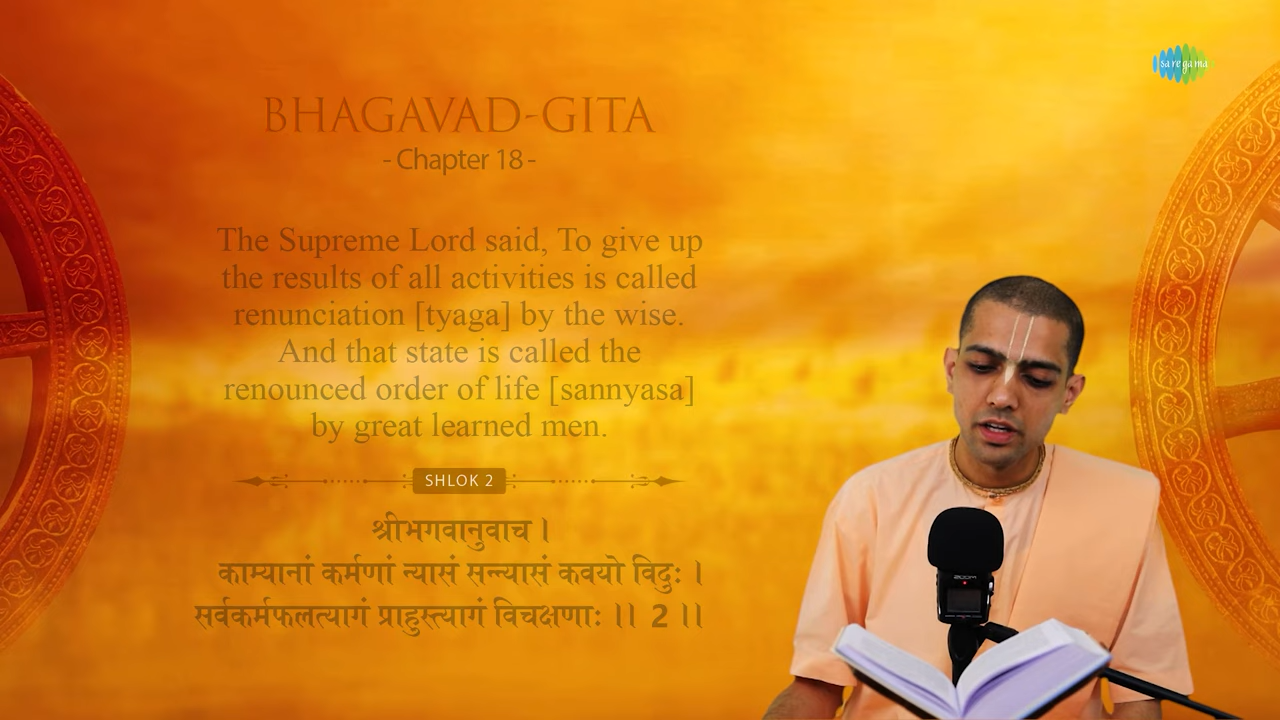 saregama
BHAGAVAD-GITA
- Chapter 18 -
The Supreme Lord said, To give up
the results of all activities is called
renunciation [tyaga] by the wise.
And that state is called the
renounced order of life [sannyasa]
by great learned men.
SHLOK 2
श्रीभगवानुवाच ।
काम्यानां कर्मणां न्यासं सन्न्यासं कवयो विदुः ।
सर्वकर्मफलत्यागं प्राहुस्त्यागं विचक्षणाः ।। 2 ।।
zoom